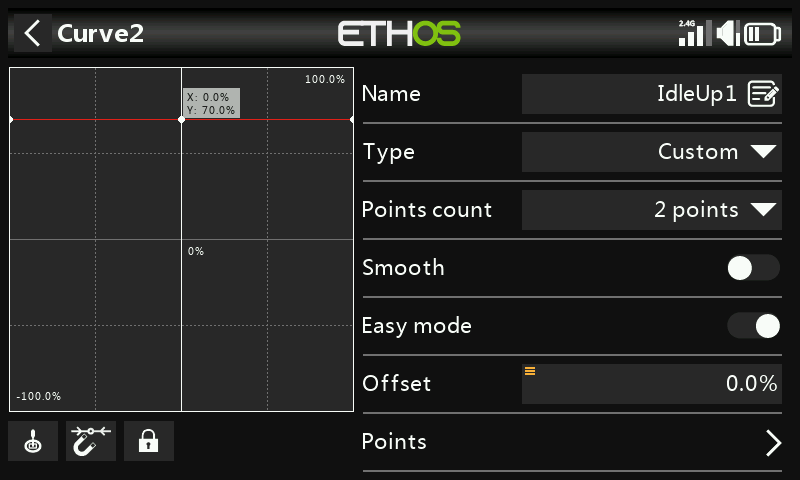 Curve2
ETHOS
2.4G
100.0%
X: 0.0%
Y: 70.0%
0%
-100.0%
Name
IdleUp1
Type
Custom
Points count
2 points
Smooth
Easy mode
Offset
0.0%
Points